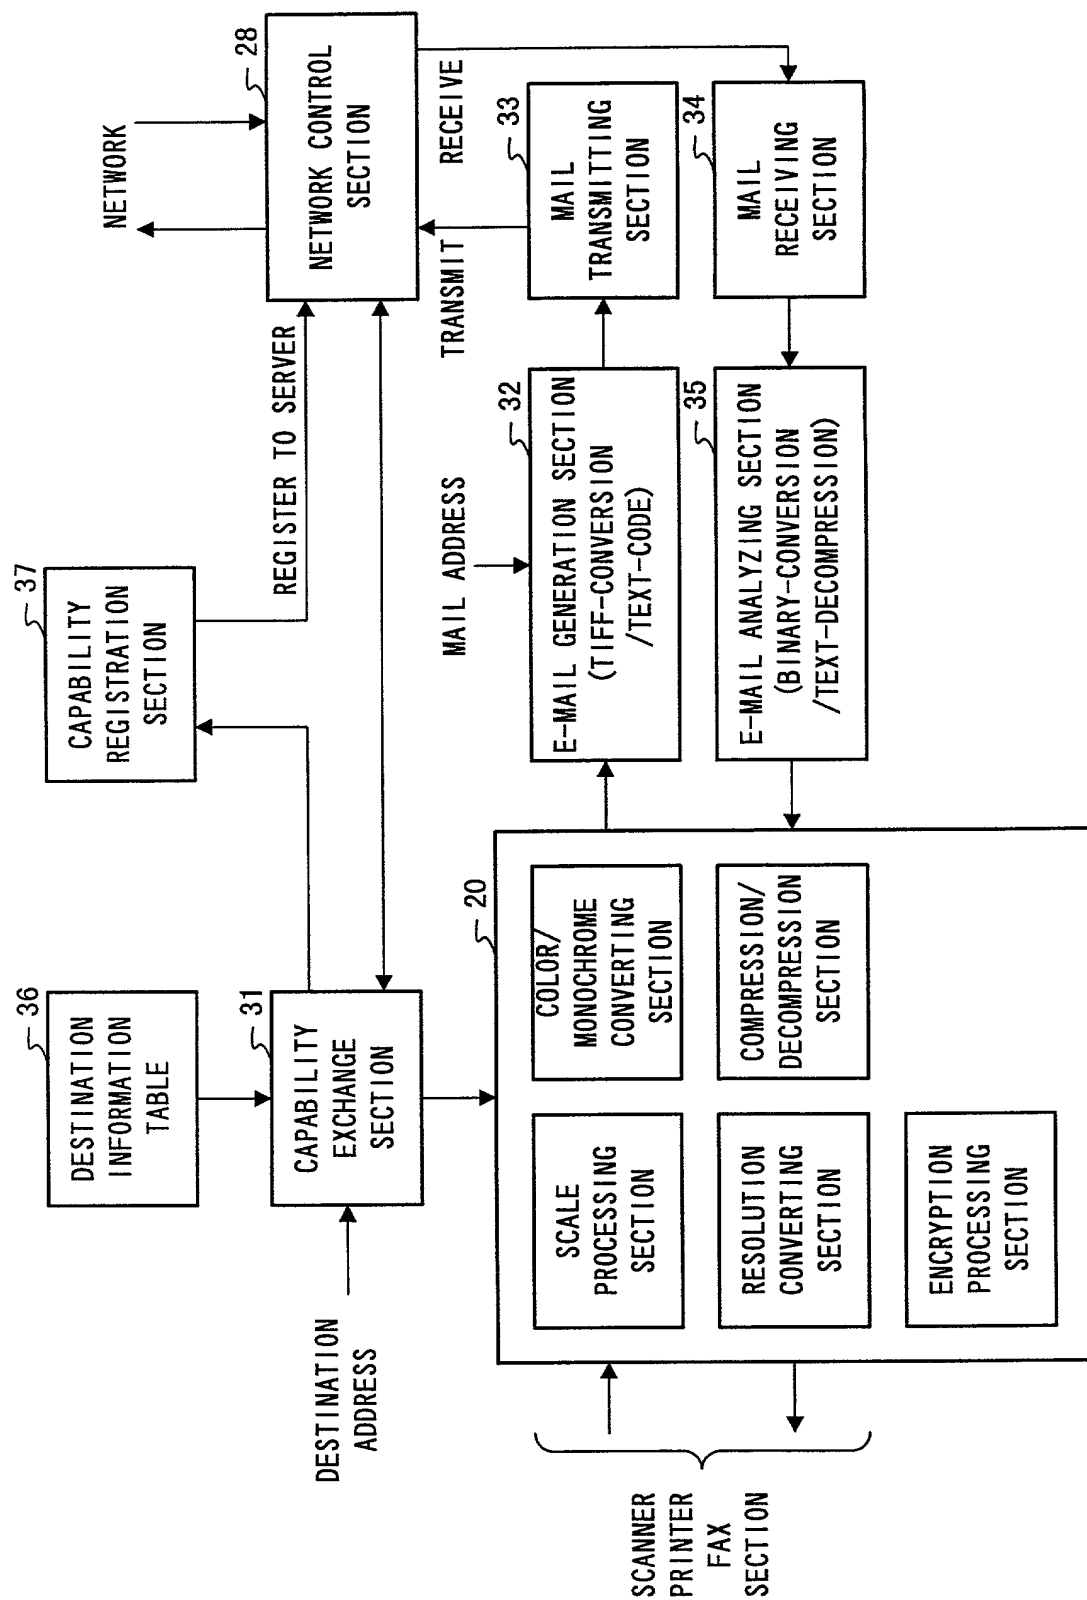 NETWORK
28
NETWORK CONTROL
SECTION
REGISTER TO SERVER
TRANSMIT
RECEIVE
37
CAPABILITY
REGISTRATION
SECTION
36
DESTINATION
INFORMATION
TABLE
31
CAPABILITY
EXCHANGE
SECTION
DESTINATION
ADDRESS
MAIL ADDRESS
32
E-MAIL GENERATION SECTION
(TIFF-CONVERSION
/TEXT-CODE)
33
MAIL
TRANSMITTING
SECTION
34
MAIL
RECEIVING
SECTION
35
E-MAIL ANALYZING SECTION
(BINARY-CONVERSION
/TEXT-DECOMPRESSION)
20
SCALE
PROCESSING
SECTION
COLOR/
MONOCHROME
CONVERTING
SECTION
RESOLUTION
CONVERTING
SECTION
COMPRESSION/
DECOMPRESSION
SECTION
ENCRYPTION
PROCESSING
SECTION
SCANNER
PRINTER
FAX
SECTION